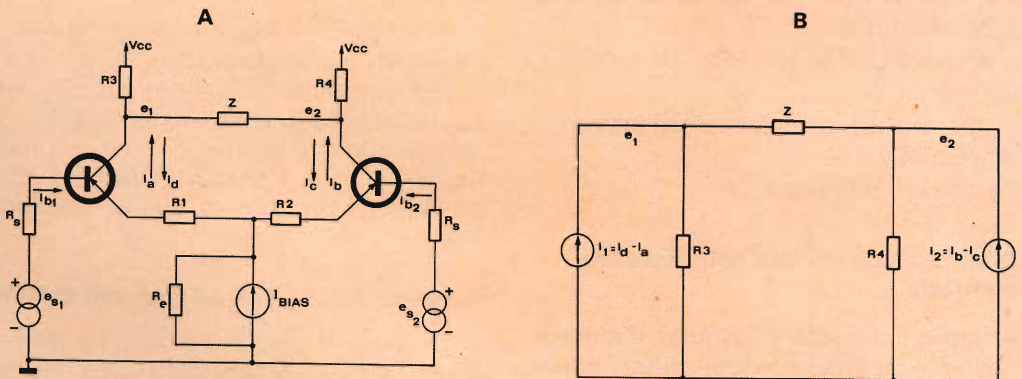 A
B
Vcc
Vcc
R3
R4
Z
e1
e2
Ia
Id
Ic
Ib
ib1
ib2
R1
R2
Rs
Rs
+
es1
−
Re
IBIAS
+
es2
−
Z
e1
e2
I1=Id-Ia
R3
R4
I2=Ib-Ic